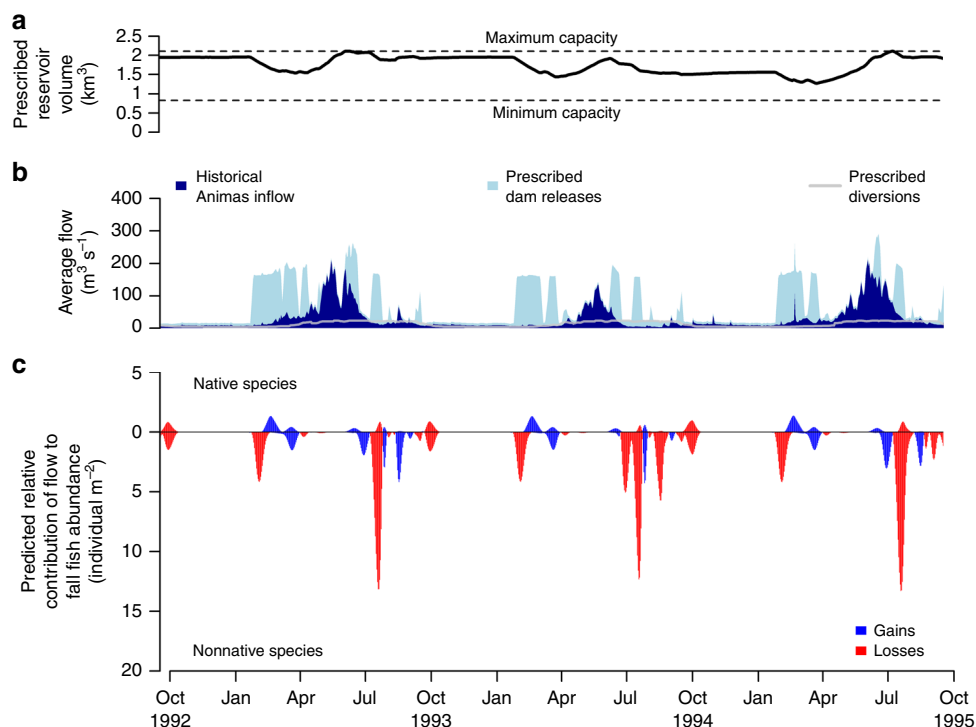 a
Prescribed
reservoir
volume
(km³)
2.5
2
1.5
1
0.5
0
Maximum capacity
Minimum capacity
b
Historical
Animas inflow
Prescribed
dam releases
Prescribed
diversions
Average flow
(m³ s⁻¹)
400
300
200
100
0
c
Predicted relative
contribution of flow to
fall fish abundance
(individual m⁻²)
5
0
5
10
15
20
Native species
Nonnative species
Gains
Losses
Oct Jan Apr Jul Oct Jan Apr Jul Oct Jan Apr Jul Oct
1992 1993 1994 1995